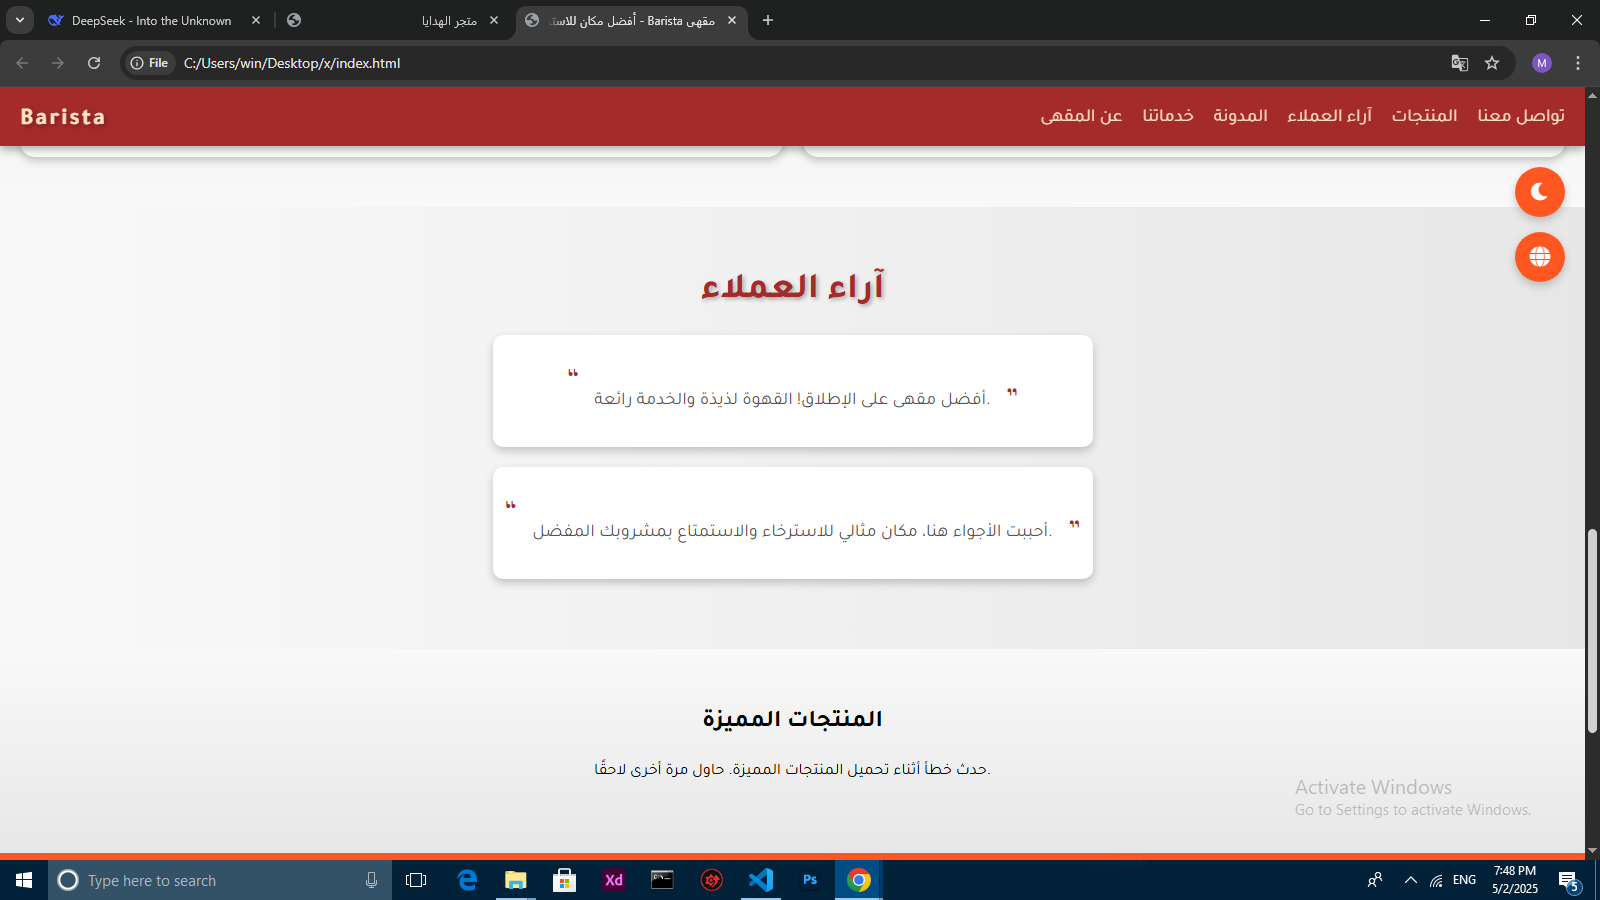 DeepSeek - Into the Unknown
متجر الهدايا
مقهى Barista - أفضل مكان للاستـ
File
C:/Users/win/Desktop/x/index.html
M
Barista
عن المقهى
خدماتنا
المدونة
آراء العملاء
المنتجات
تواصل معنا
آراء العملاء
❝
.أفضل مقهى على الإطلاق! القهوة لذيذة والخدمة رائعة
❞
❝
.أحببت الأجواء هنا، مكان مثالي للاسترخاء والاستمتاع بمشروبك المفضل
❞
المنتجات المميزة
.حدث خطأ أثناء تحميل المنتجات المميزة. حاول مرة أخرى لاحقًا
Activate Windows
Go to Settings to activate Windows.
Type here to search
Xd
Ps
ENG
7:48 PM
5/2/2025
5